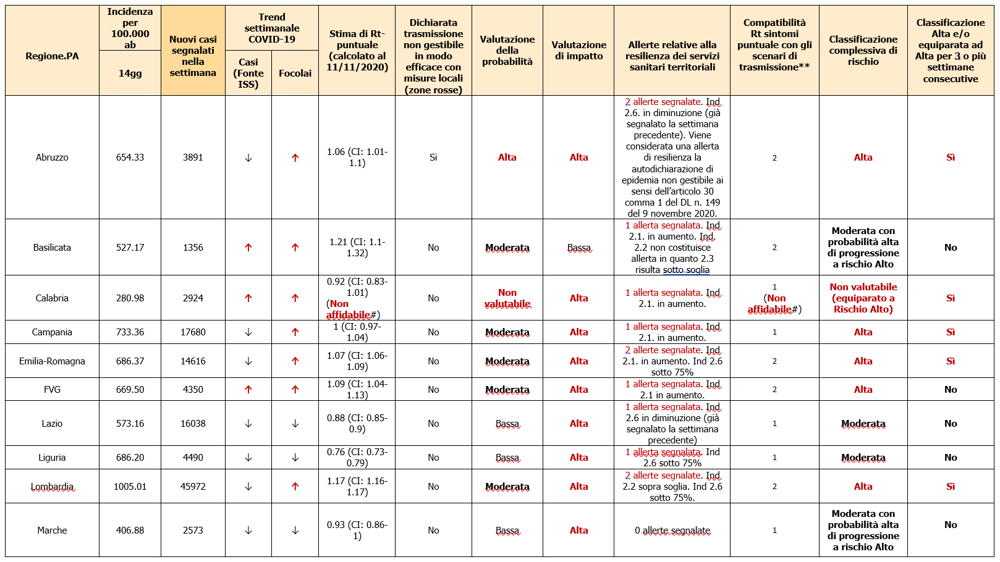 Regione.PA
Incidenza
per
100.000
ab
14gg
Nuovi casi
segnalati
nella
settimana
Trend
settimanale
COVID-19
Casi
(Fonte
ISS)
Focolai
Stima di Rt-
puntuale
(calcolato al
11/11/2020)
Dichiarata
trasmissione
non gestibile
in modo
efficace con
misure locali
(zone rosse)
Valutazione
della
probabilità
Valutazione
di impatto
Allerte relative alla
resilienza dei servizi
sanitari territoriali
Compatibilità
Rt sintomi
puntuale con gli
scenari di
trasmissione**
Classificazione
complessiva di
rischio
Classificazione
Alta e/o
equiparata ad
Alta per 3 o più
settimane
consecutive
Abruzzo
654.33
3891
↓
↑
1.06 (CI: 1.01-
1.1)
Si
Alta
Alta
2 allerte segnalate. Ind
2.6. in diminuzione (già
segnalato la settimana
precedente). Viene
considerata una allerta
di resilienza la
autodichiarazione di
epidemia non gestibile ai
sensi dell’articolo 30
comma 1 del DL n. 149
del 9 novembre 2020.
2
Alta
Sì
Basilicata
527.17
1356
↑
↑
1.21 (CI: 1.1-
1.32)
No
Moderata
Bassa
1 allerta segnalata. Ind
2.1. in aumento. Ind.
2.2 non costituisce
allerta in quanto 2.3
risulta sotto soglia
2
Moderata con
probabilità alta
di progressione
a rischio Alto
No
Calabria
280.98
2924
↑
↑
0.92 (CI: 0.83-
1.01)
(Non
affidabile#)
No
Non
valutabile
Alta
1 allerta segnalata. Ind
2.1. in aumento.
1
(Non
affidabile#)
Non valutabile
(equiparato a
Rischio Alto)
Sì
Campania
733.36
17680
↓
↑
1 (CI: 0.97-
1.04)
No
Moderata
Alta
1 allerta segnalata. Ind
2.1. in aumento.
1
Alta
Sì
Emilia-Romagna
686.37
14616
↓
↑
1.07 (CI: 1.06-
1.09)
No
Moderata
Alta
2 allerte segnalate. Ind
2.1. in aumento. Ind 2.6
sotto 75%
2
Alta
Sì
FVG
669.50
4350
↑
↑
1.09 (CI: 1.04-
1.13)
No
Moderata
Alta
1 allerta segnalata. Ind
2.1 in aumento.
2
Alta
No
Lazio
573.16
16038
↓
↓
0.88 (CI: 0.85-
0.9)
No
Bassa
Alta
1 allerta segnalata. Ind
2.6 in diminuzione (già
segnalato la settimana
precedente)
1
Moderata
No
Liguria
686.20
4490
↓
↓
0.76 (CI: 0.73-
0.79)
No
Bassa
Alta
1 allerta segnalata. Ind
2.6 sotto 75%
1
Moderata
No
Lombardia
1005.01
45972
↓
↑
1.17 (CI: 1.16-
1.17)
No
Moderata
Alta
2 allerte segnalate. Ind
2.2 sopra soglia. Ind 2.6
sotto 75%.
2
Alta
Sì
Marche
406.88
2573
↓
↓
0.93 (CI: 0.86-
1)
No
Bassa
Alta
0 allerte segnalate
1
Moderata con
probabilità alta
di progressione
a rischio Alto
No